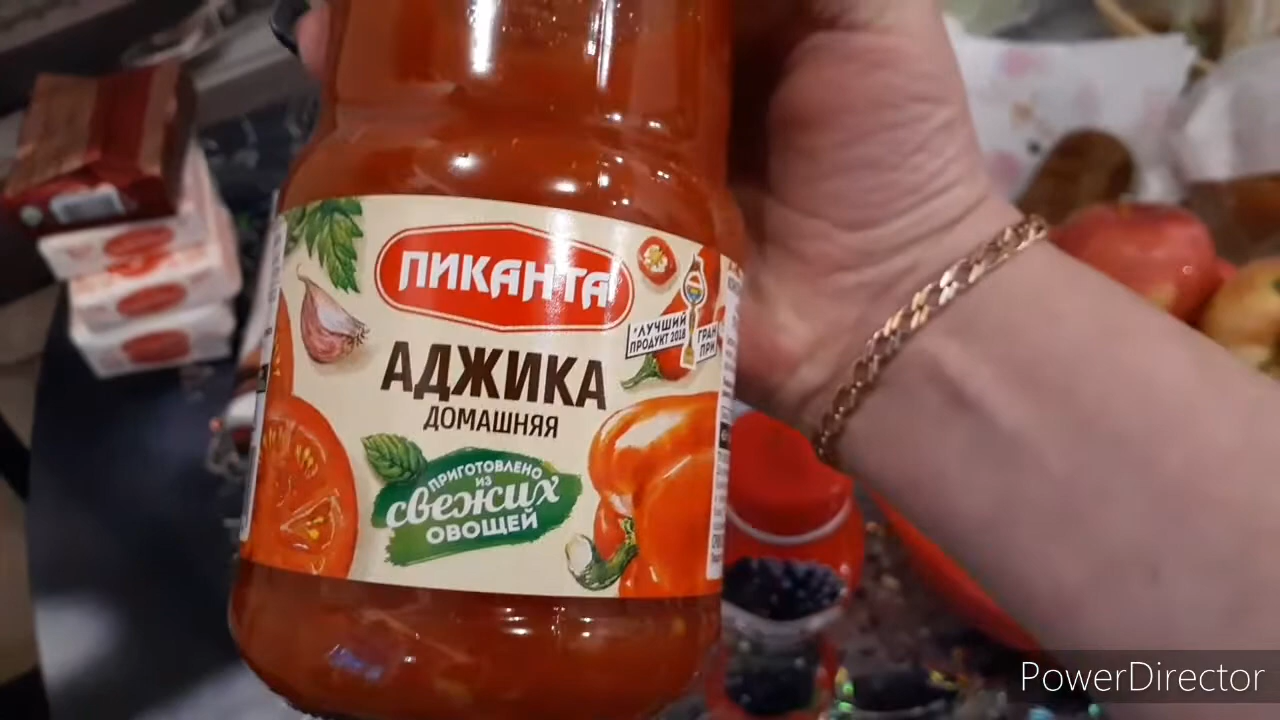 ПИКАНТА
*ЛУЧШИЙ
ПРОДУКТ 2018
ГРАН
ПРИ
АДЖИКА
ДОМАШНЯЯ
ПРИГОТОВЛЕНО
ИЗ
свежих
ОВОЩЕЙ
PowerDirector